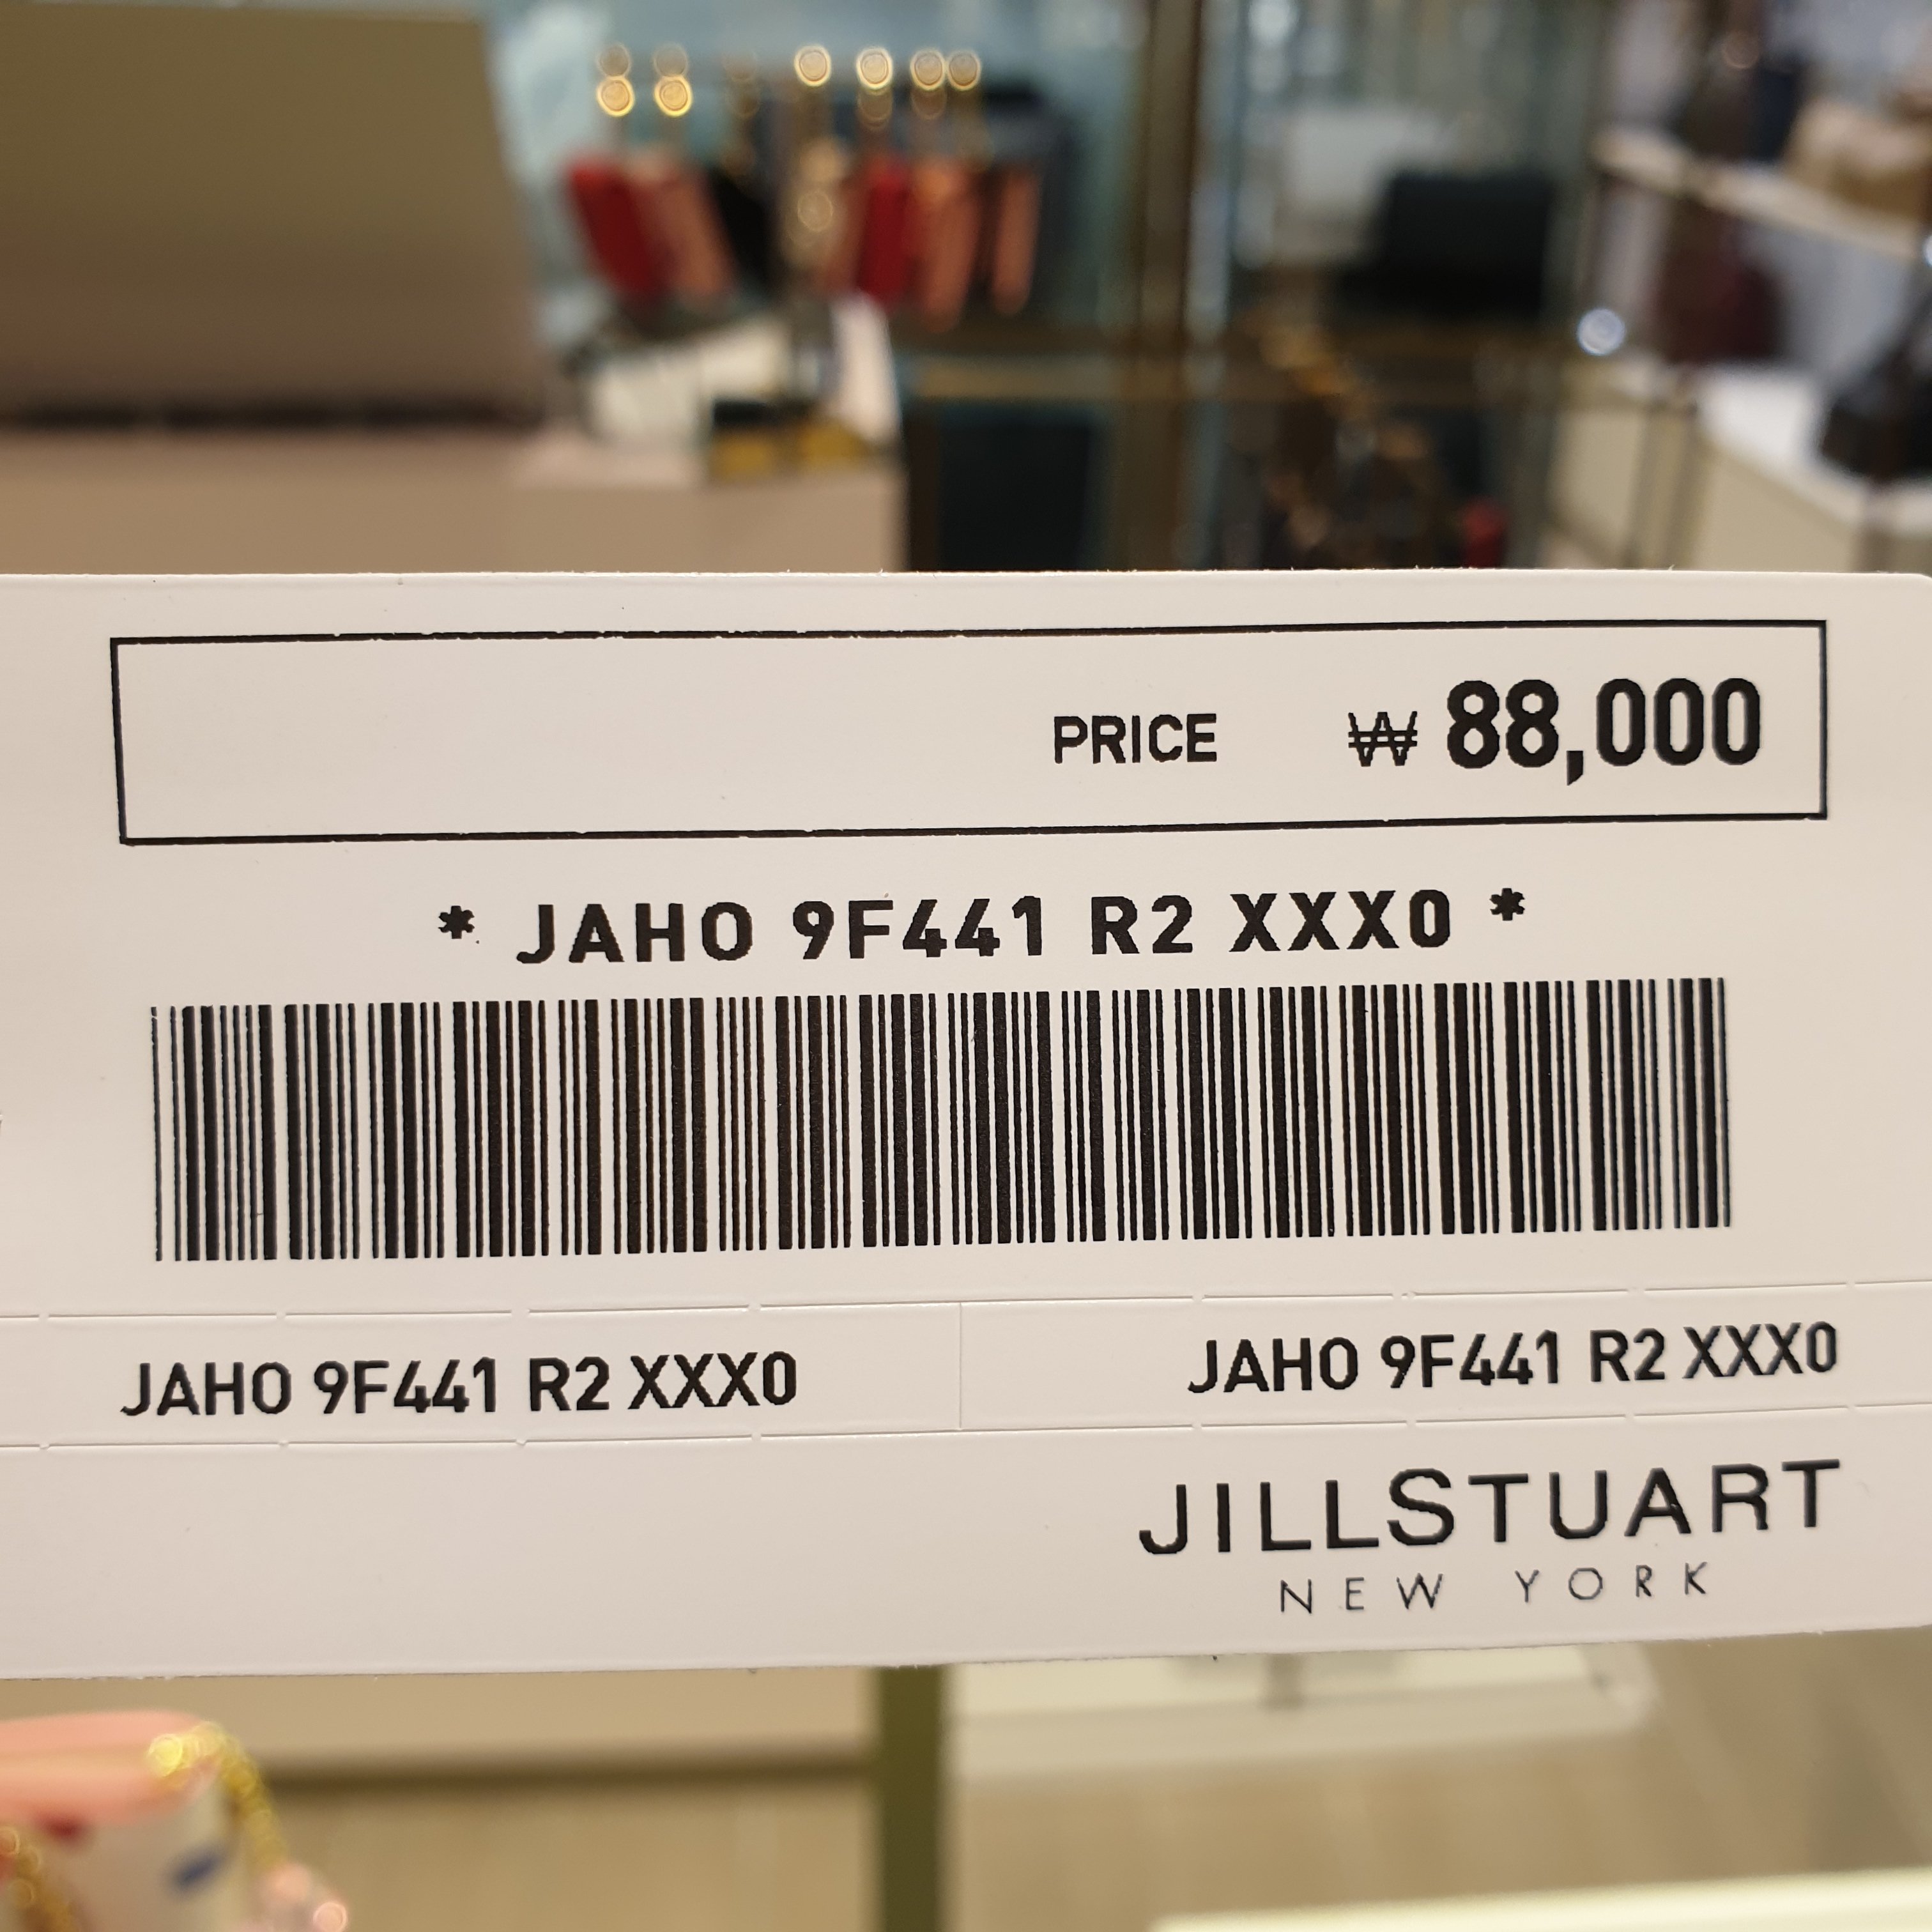 PRICE ₩ 88,000
* JAHO 9F441 R2 XXX0 *
JAHO 9F441 R2 XXX0
JAHO 9F441 R2 XXX0
JILLSTUART
NEW YORK